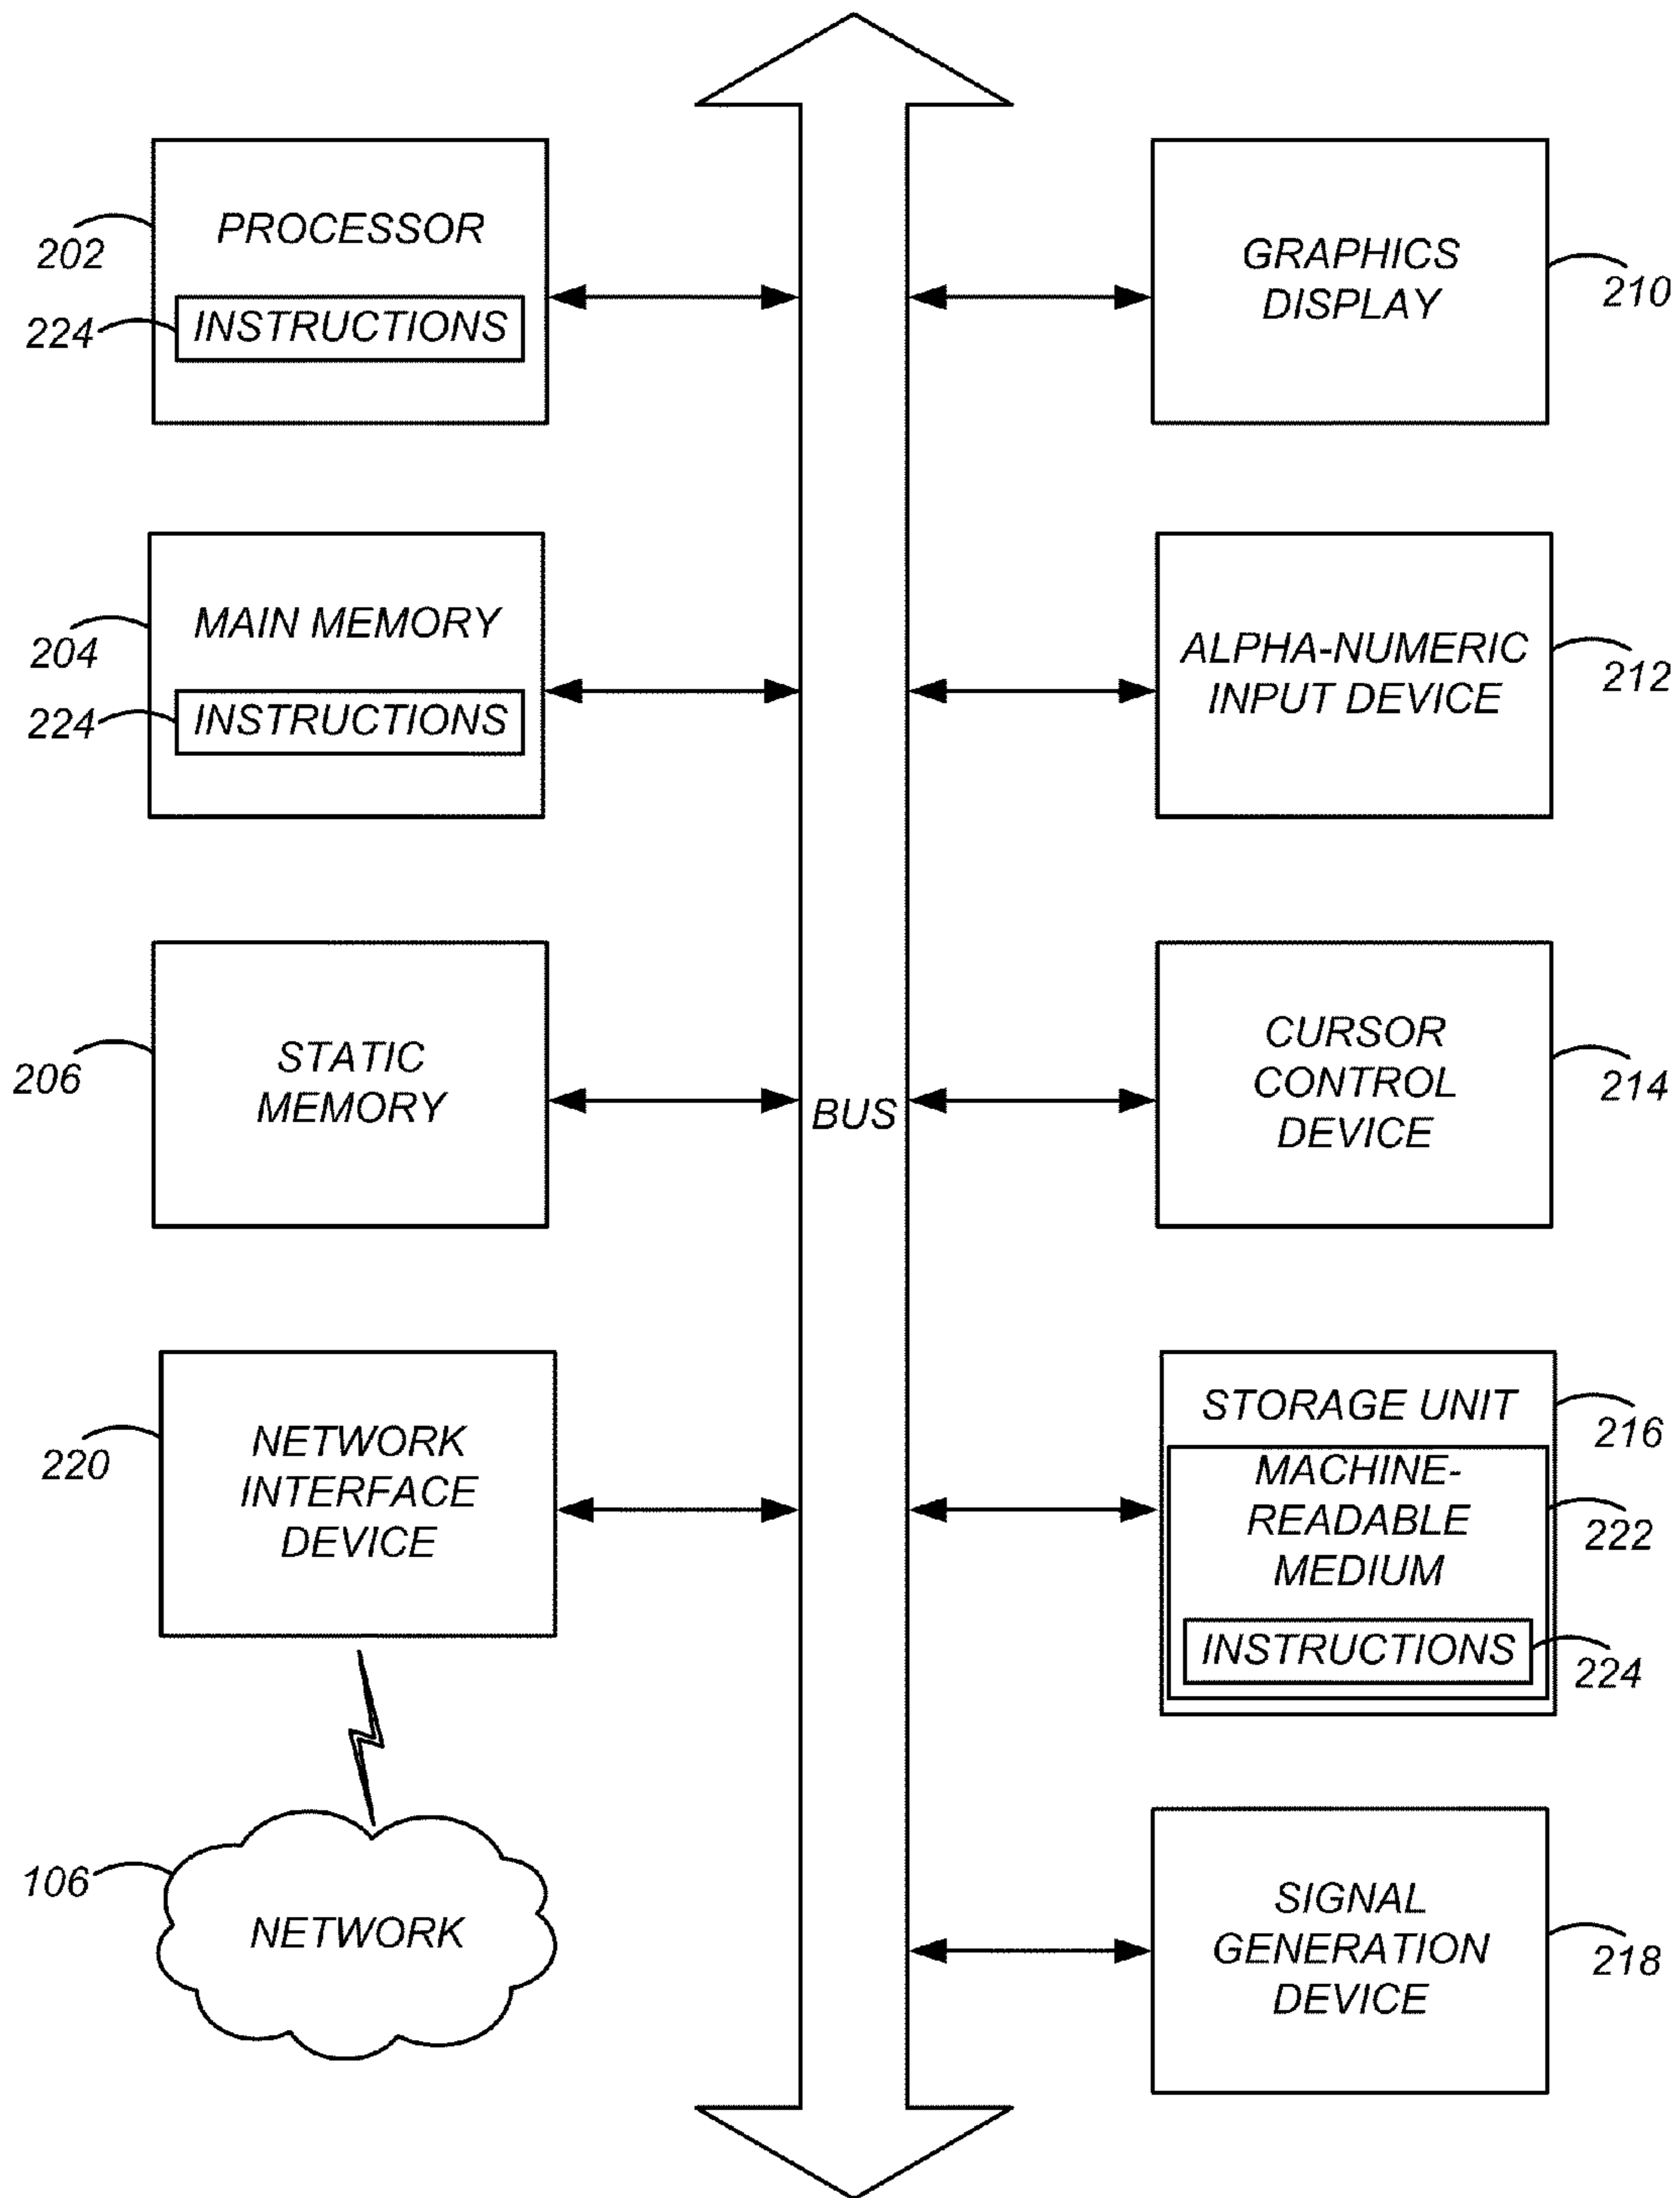 PROCESSOR
202
224
INSTRUCTIONS
MAIN MEMORY
204
224
INSTRUCTIONS
STATIC
MEMORY
206
NETWORK
INTERFACE
DEVICE
220
106
NETWORK
BUS
GRAPHICS
DISPLAY
210
ALPHA-NUMERIC
INPUT DEVICE
212
CURSOR
CONTROL
DEVICE
214
STORAGE UNIT
216
MACHINE-
READABLE
MEDIUM
222
INSTRUCTIONS
224
SIGNAL
GENERATION
DEVICE
218